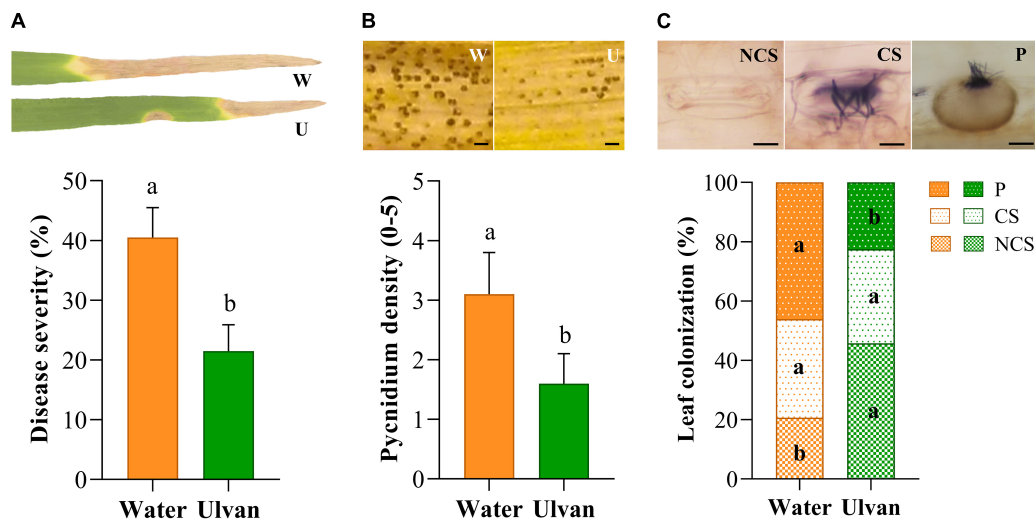 A
W
U
Disease severity (%)
50
40
30
20
10
0
a
b
Water Ulvan
B
W
U
Pycnidium density (0-5)
5
4
3
2
1
0
a
b
Water Ulvan
C
NCS
CS
P
Leaf colonization (%)
100
80
60
40
20
0
a
a
b
b
a
a
Water Ulvan
P
CS
NCS